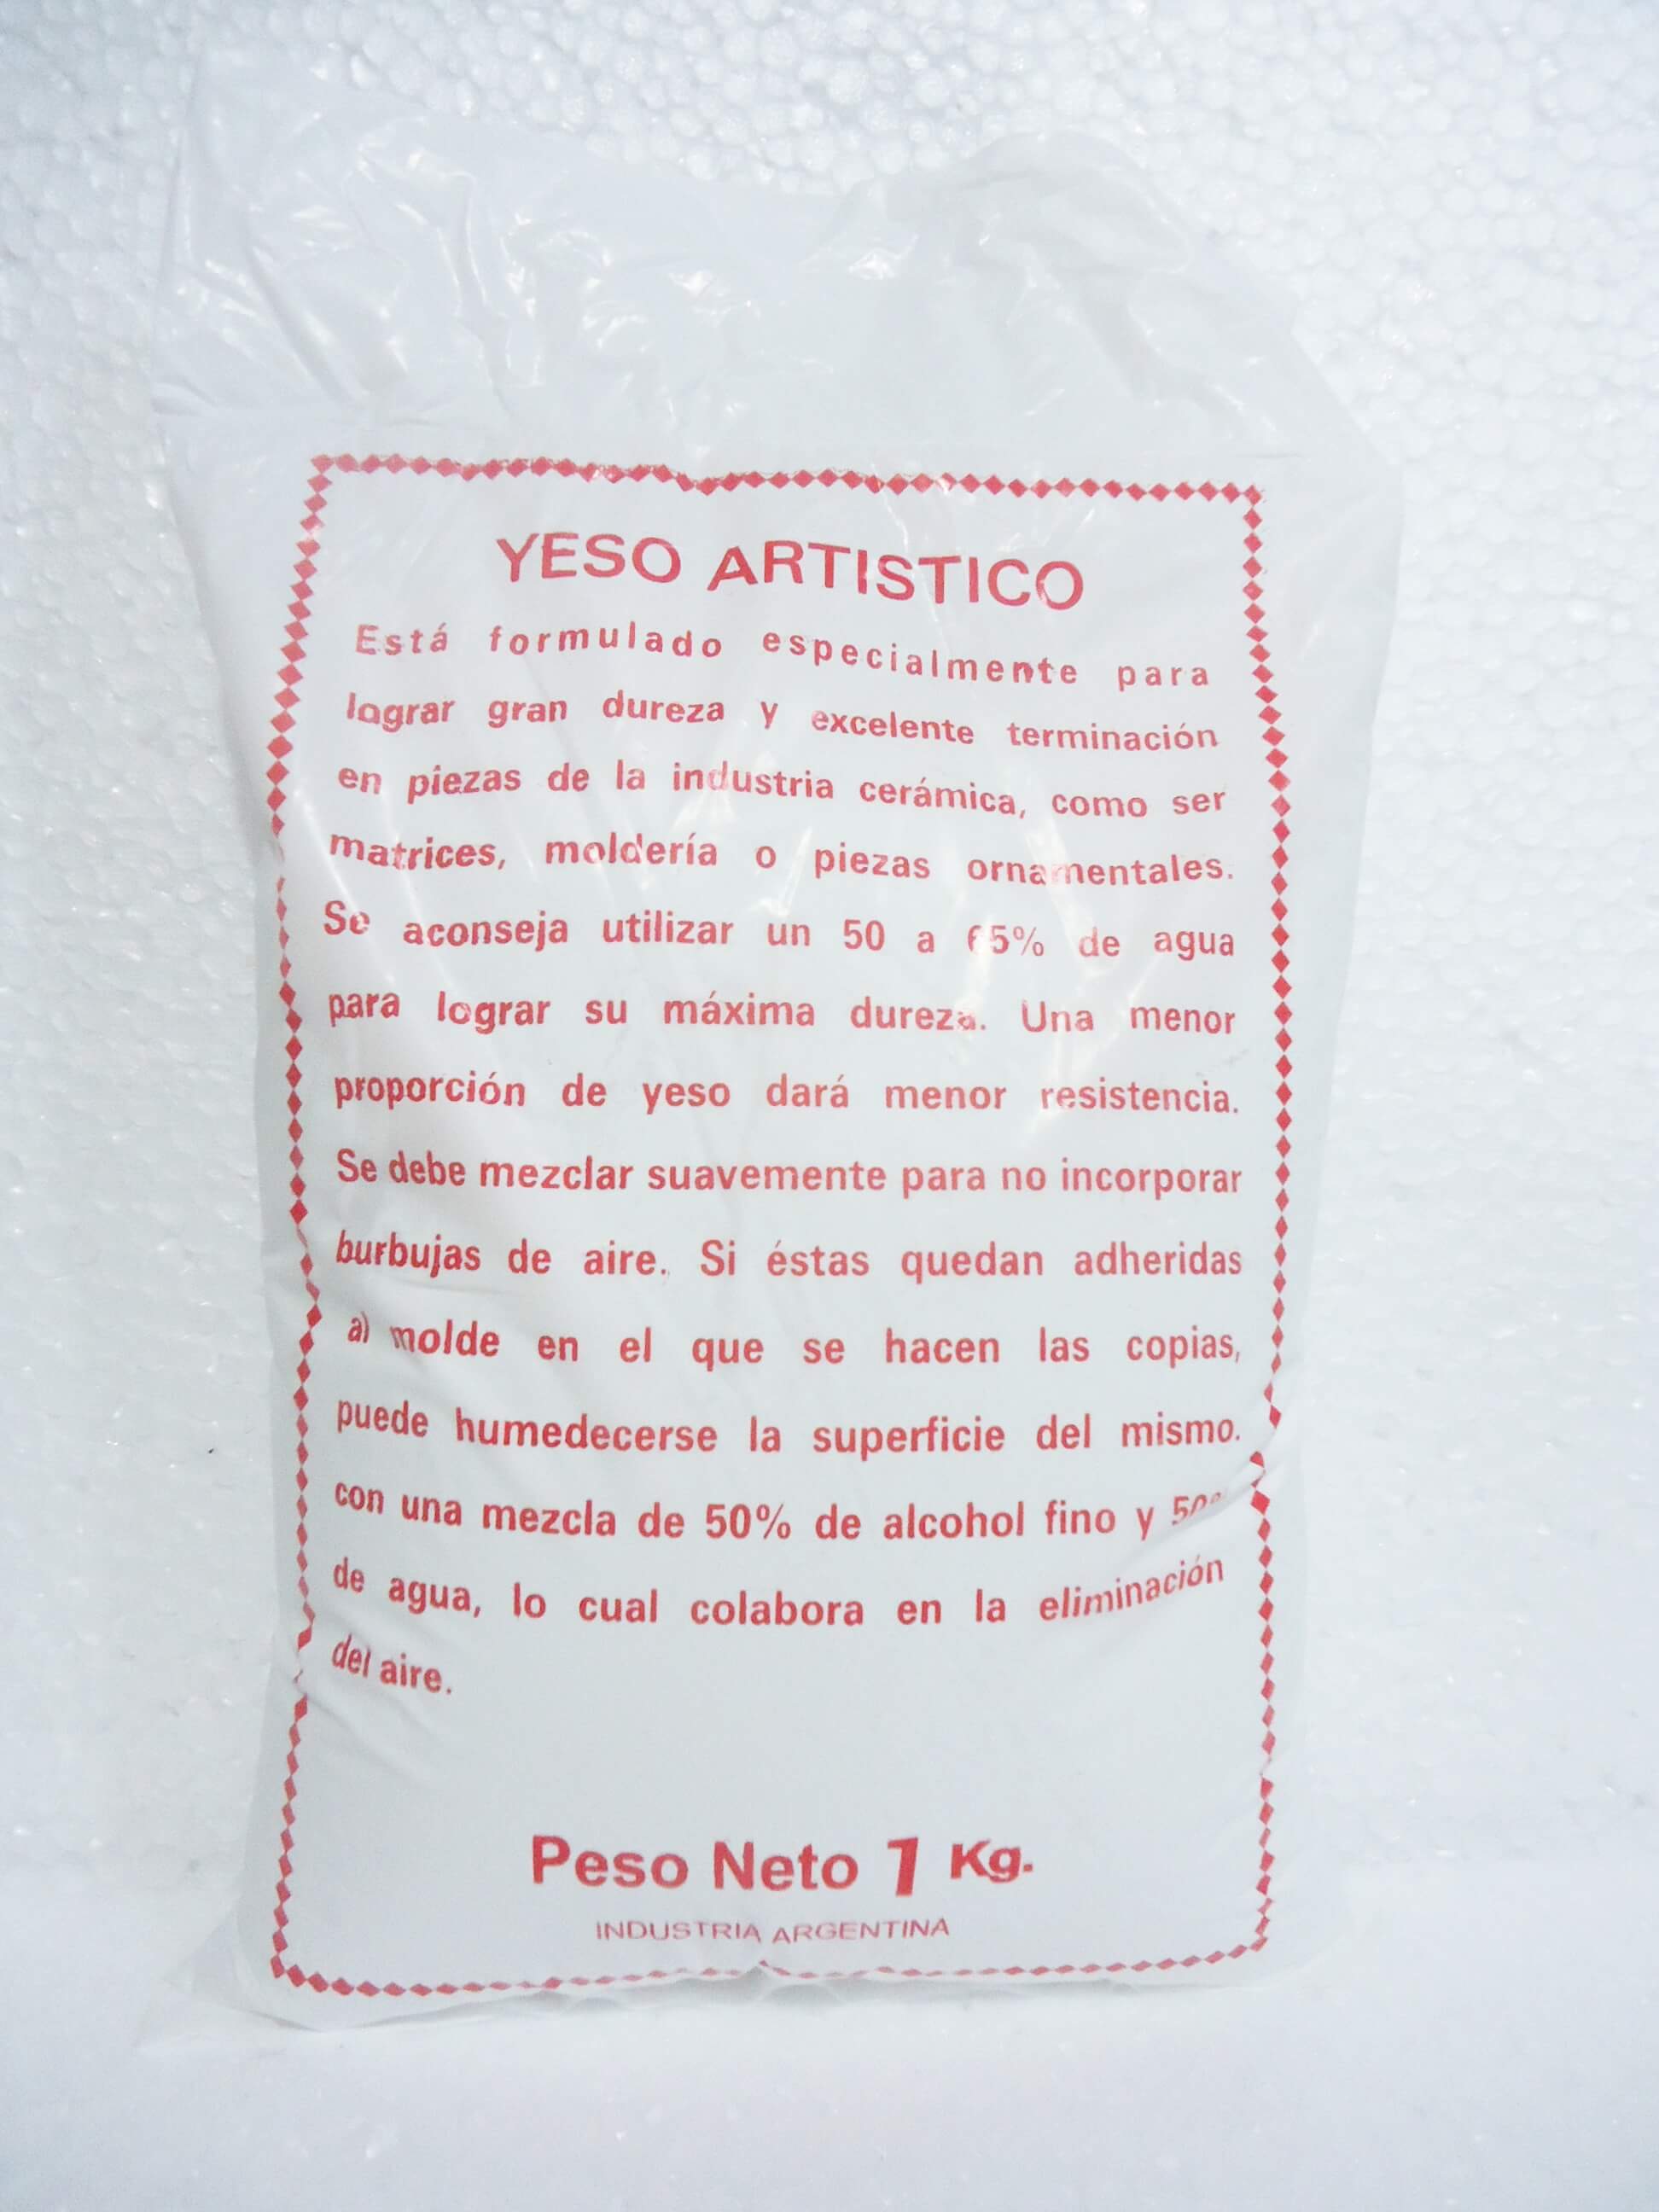 YESO ARTISTICO
Está formulado especialmente para
lograr gran dureza y excelente terminación
en piezas de la industria cerámica, como ser
matrices, moldería o piezas ornamentales.
Se aconseja utilizar un 50 a 65% de agua
para lograr su máxima dureza. Una menor
proporción de yeso dará menor resistencia.
Se debe mezclar suavemente para no incorporar
burbujas de aire. Si éstas quedan adheridas
al molde en el que se hacen las copias,
puede humedecerse la superficie del mismo.
con una mezcla de 50% de alcohol fino y 50%
de agua, lo cual colabora en la eliminación
del aire.
Peso Neto 1 Kg.
INDUSTRIA ARGENTINA